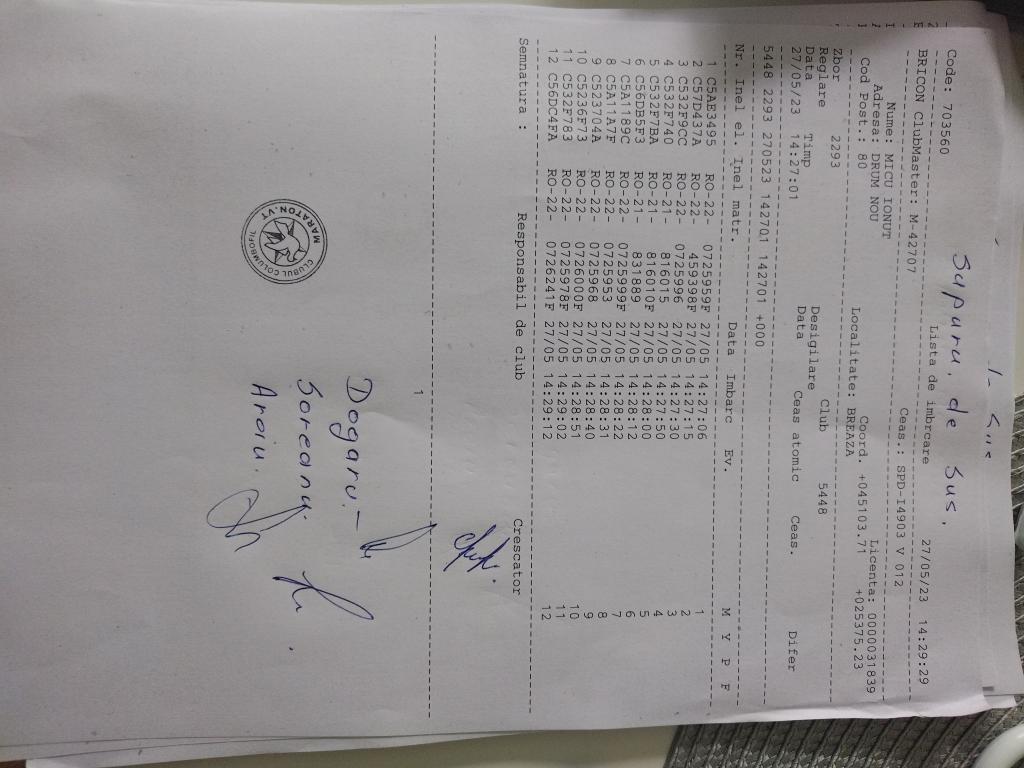 Supuru, de Sus,
Code: 703560 Lista de imbrcare 27/05/23 14:29:29
BRICON ClubMaster: M-42707 Ceas.: SPD-I4903 V 012
Nume: MICU IONUT Licenta: 0000031839
Adresa: DRUM NOU Coord. +045103.71 +025375.23
Cod Post.: 80 Localitate: BREAZA
Zbor 2293 Club 5448
Reglare Desigilare
Data Timp Data Ceas atomic Ceas. Difer
27/05/23 14:27:01
5448 2293 270523 142701 142701 +000
Nr. Inel el. Inel matr. Data Imbarc Ev. M Y P F
1 C5AE3495 RO-22- 0725959F 27/05 14:27:06 1
2 C57D437A RO-22- 459398F 27/05 14:27:15 2
3 C532F9CC RO-22- 0725996 27/05 14:27:30 3
4 C532F740 RO-21- 816015 27/05 14:27:50 4
5 C532F7BA RO-21- 816010F 27/05 14:28:00 5
6 C56DB5F3 RO-21- 831889 27/05 14:28:12 6
7 C5A1189C RO-22- 0725999F 27/05 14:28:22 7
8 C5A11A7F RO-22- 0725953 27/05 14:28:31 8
9 C523704A RO-22- 0725968 27/05 14:28:40 9
10 C5236F73 RO-22- 0726000F 27/05 14:28:51 10
11 C532F783 RO-22- 0725978F 27/05 14:29:02 11
12 C56DC4FA RO-22- 0726241F 27/05 14:29:12 12
Semnatura : Responsabil de club Crescator
1
Dogaru.
Soreanu
CLUBUL COLUMBOFIL
MARATON.VT